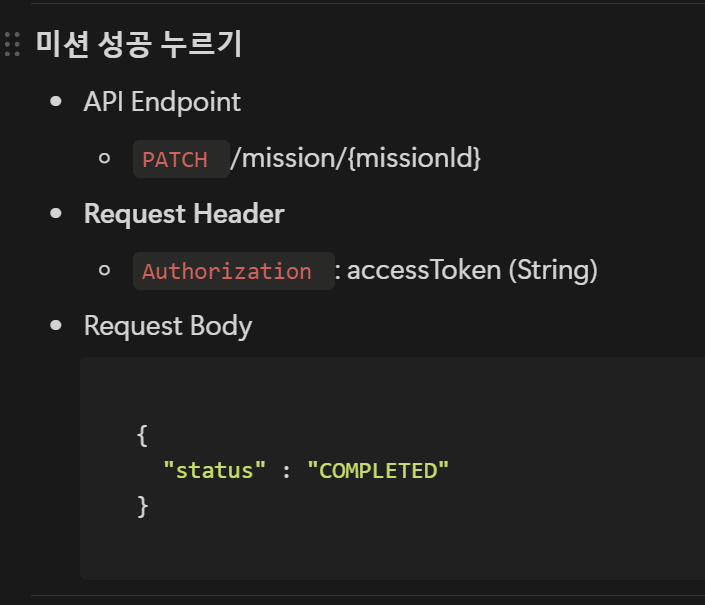 미션 성공 누르기
API Endpoint
PATCH /mission/{missionId}
Request Header
Authorization : accessToken (String)
Request Body
{
"status" : "COMPLETED"
}